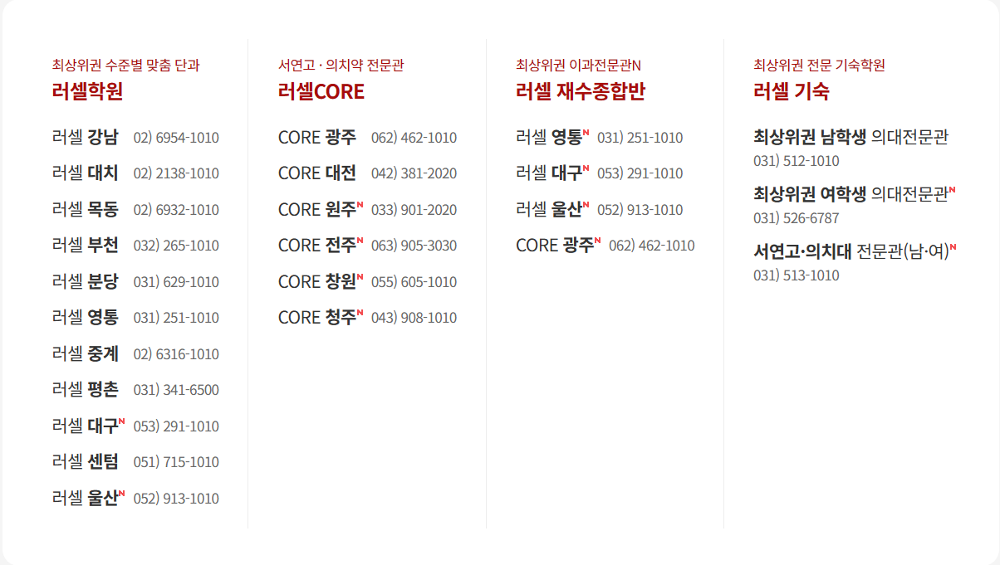 최상위권 수준별 맞춤 단과
러셀학원
러셀 강남 02) 6954-1010
러셀 대치 02) 2138-1010
러셀 목동 02) 6932-1010
러셀 부천 032) 265-1010
러셀 분당 031) 629-1010
러셀 영통 031) 251-1010
러셀 중계 02) 6316-1010
러셀 평촌 031) 341-6500
러셀 대구N 053) 291-1010
러셀 센텀 051) 715-1010
러셀 울산N 052) 913-1010
서연고 · 의치약 전문관
러셀CORE
CORE 광주 062) 462-1010
CORE 대전 042) 381-2020
CORE 원주N 033) 901-2020
CORE 전주N 063) 905-3030
CORE 창원N 055) 605-1010
CORE 청주N 043) 908-1010
최상위권 이과전문관N
러셀 재수종합반
러셀 영통N 031) 251-1010
러셀 대구N 053) 291-1010
러셀 울산N 052) 913-1010
CORE 광주N 062) 462-1010
최상위권 전문 기숙학원
러셀 기숙
최상위권 남학생 의대전문관
031) 512-1010
최상위권 여학생 의대전문관N
031) 526-6787
서연고·의치대 전문관(남·여)N
031) 513-1010